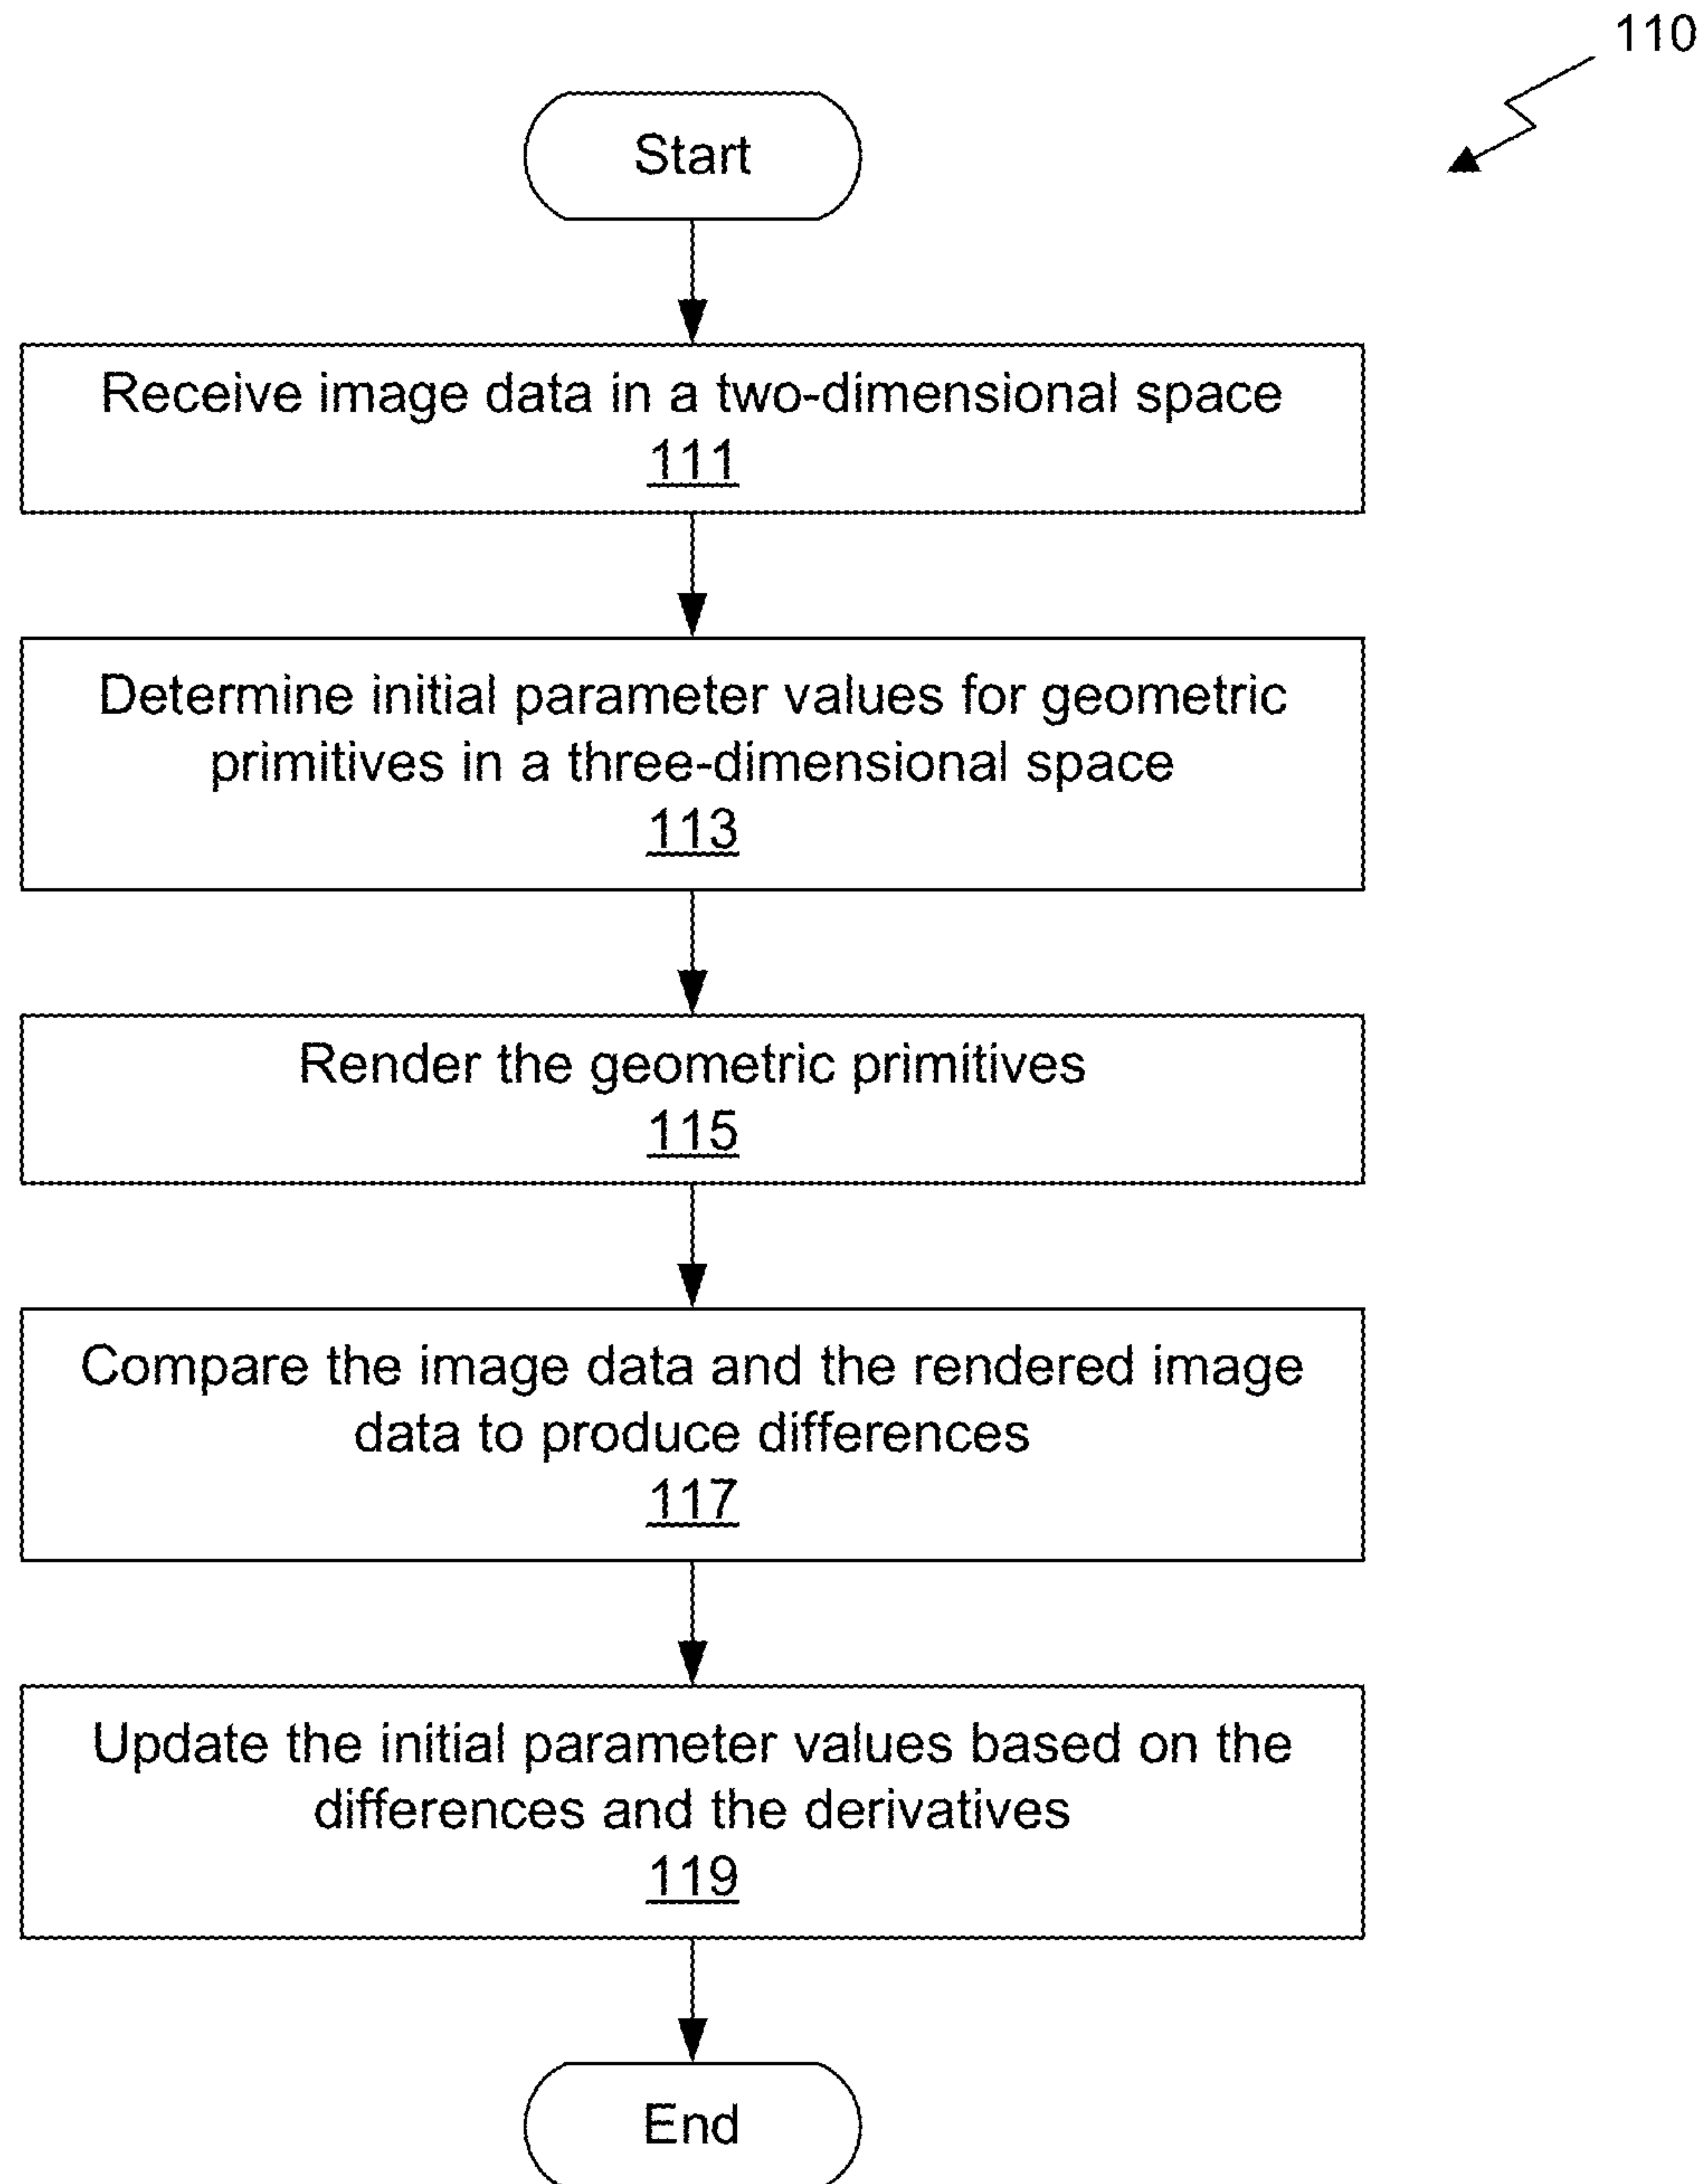 110
Start
Receive image data in a two-dimensional space
111
Determine initial parameter values for geometric
primitives in a three-dimensional space
113
Render the geometric primitives
115
Compare the image data and the rendered image
data to produce differences
117
Update the initial parameter values based on the
differences and the derivatives
119
End